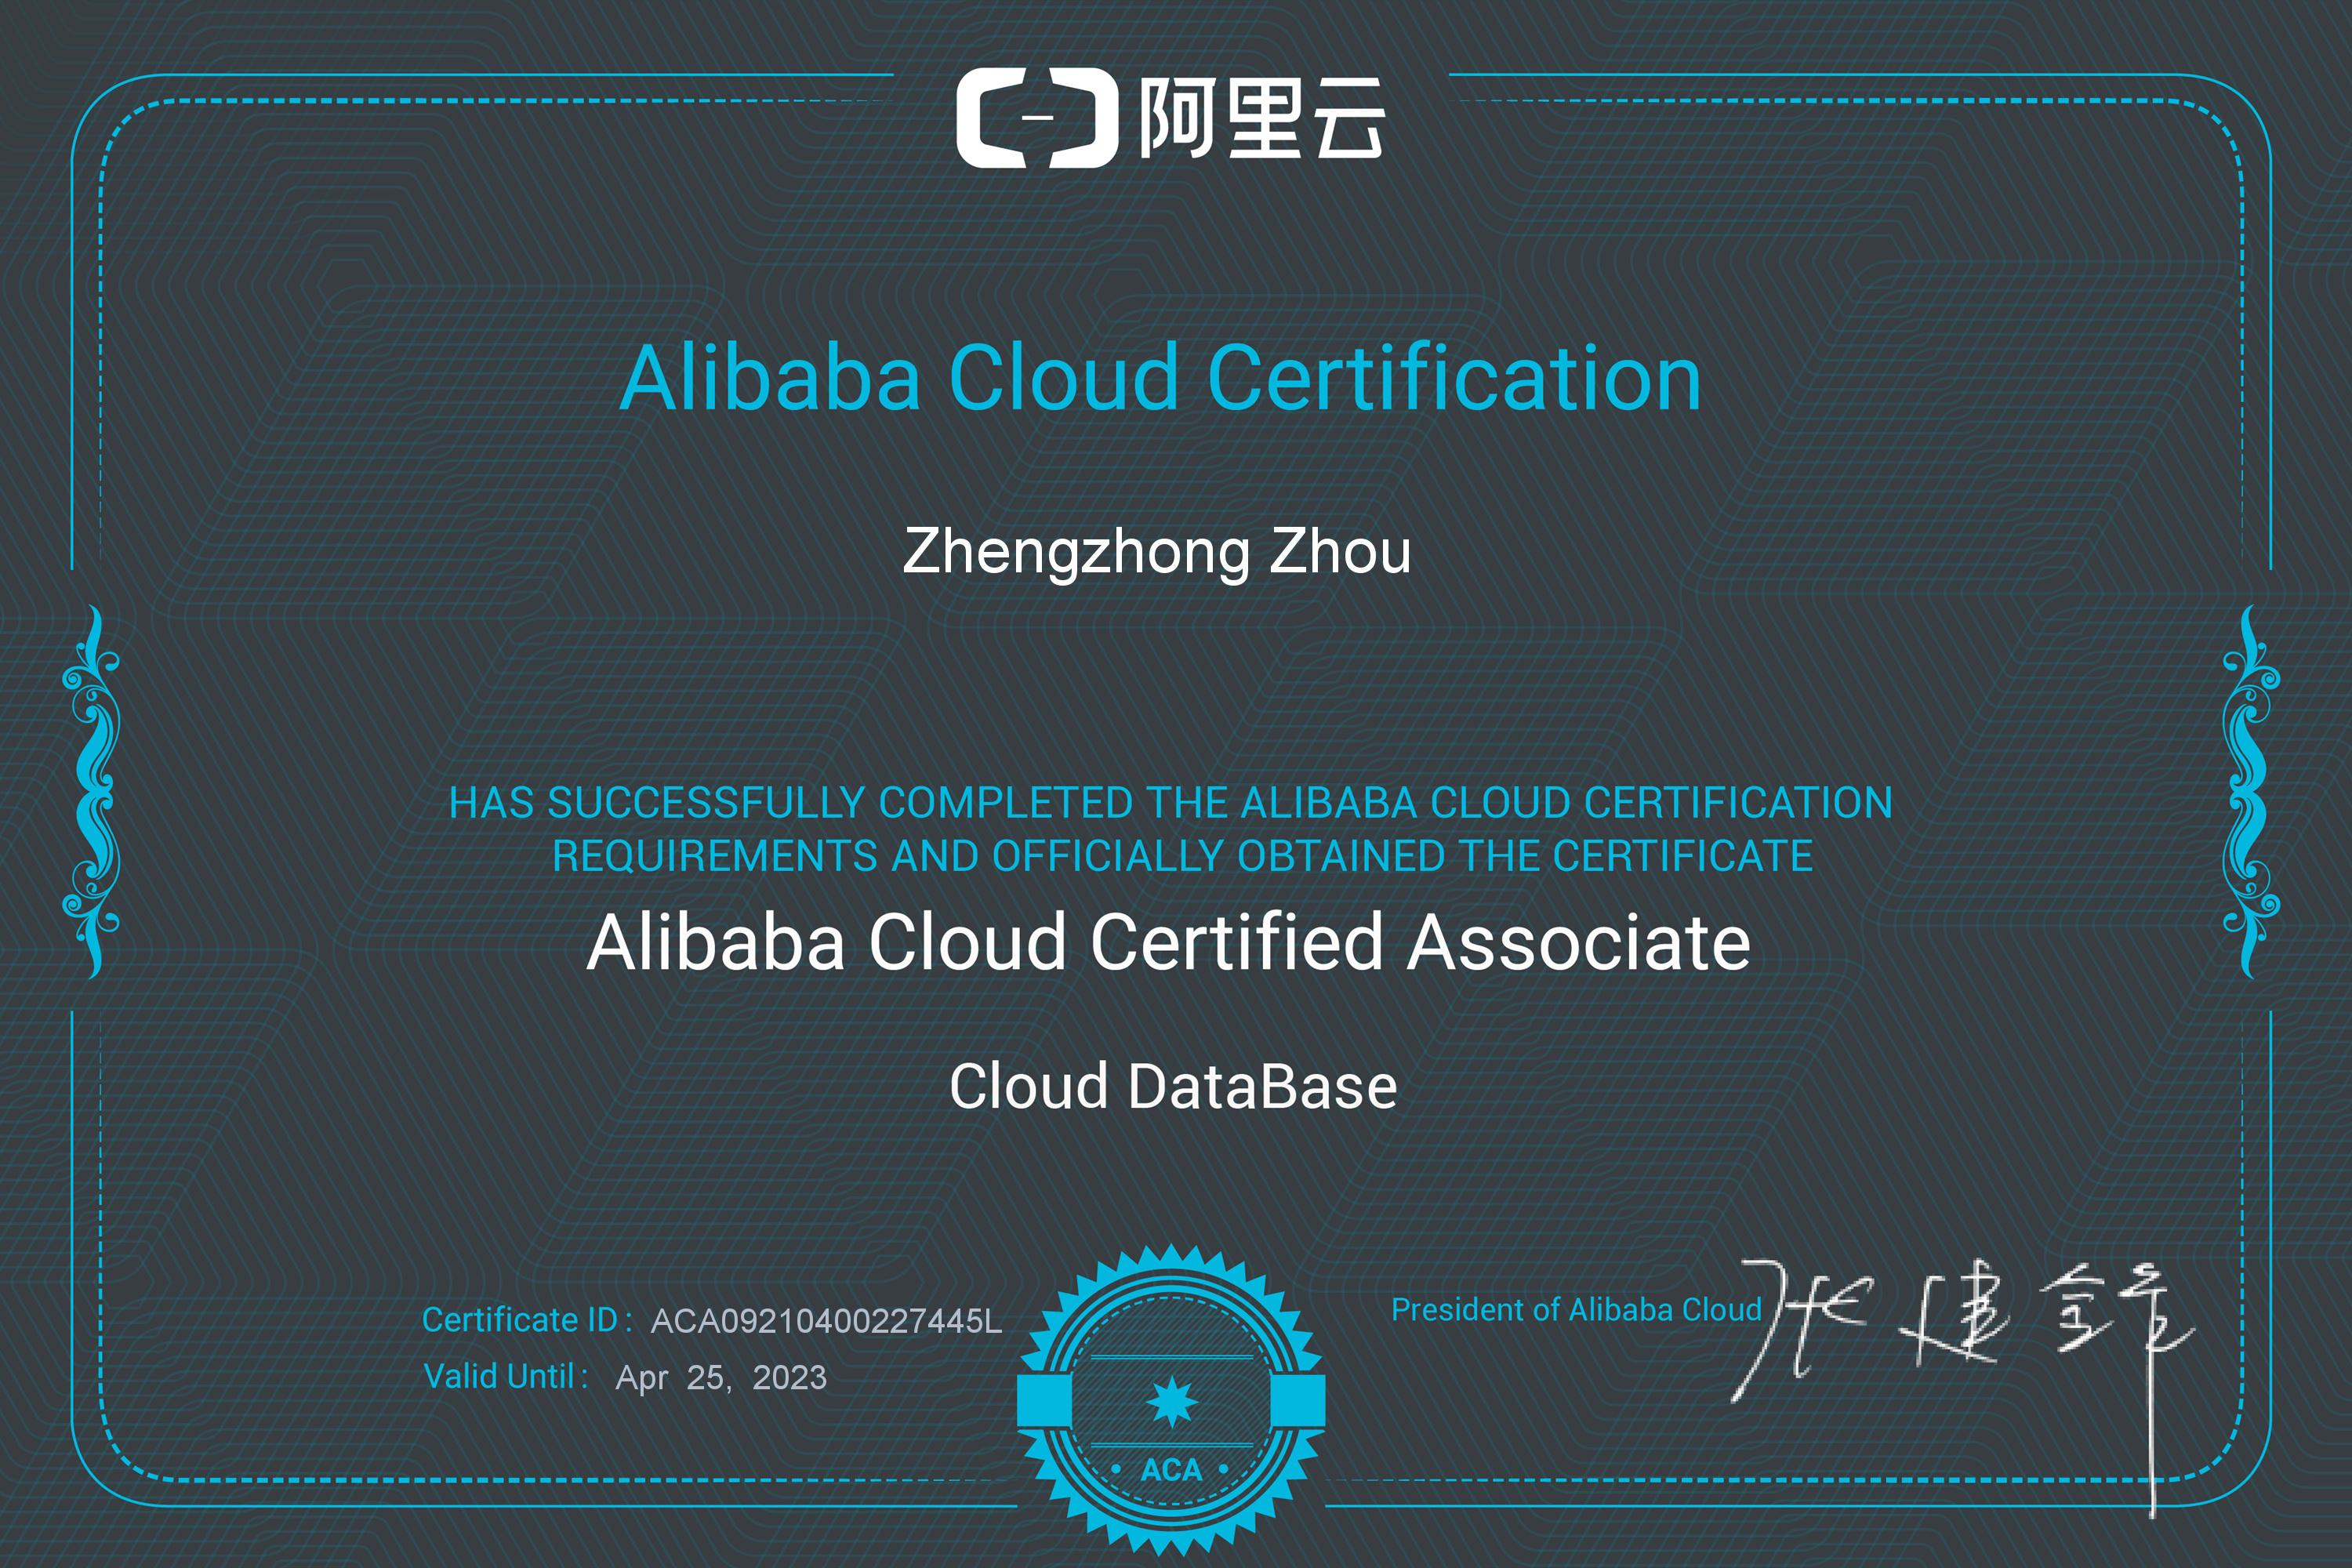 阿里云
Alibaba Cloud Certification
Zhengzhong Zhou
HAS SUCCESSFULLY COMPLETED THE ALIBABA CLOUD CERTIFICATION
REQUIREMENTS AND OFFICIALLY OBTAINED THE CERTIFICATE
Alibaba Cloud Certified Associate
Cloud DataBase
Certificate ID : ACA09210400227445L
Valid Until : Apr 25, 2023
President of Alibaba Cloud 张建锋
ACA